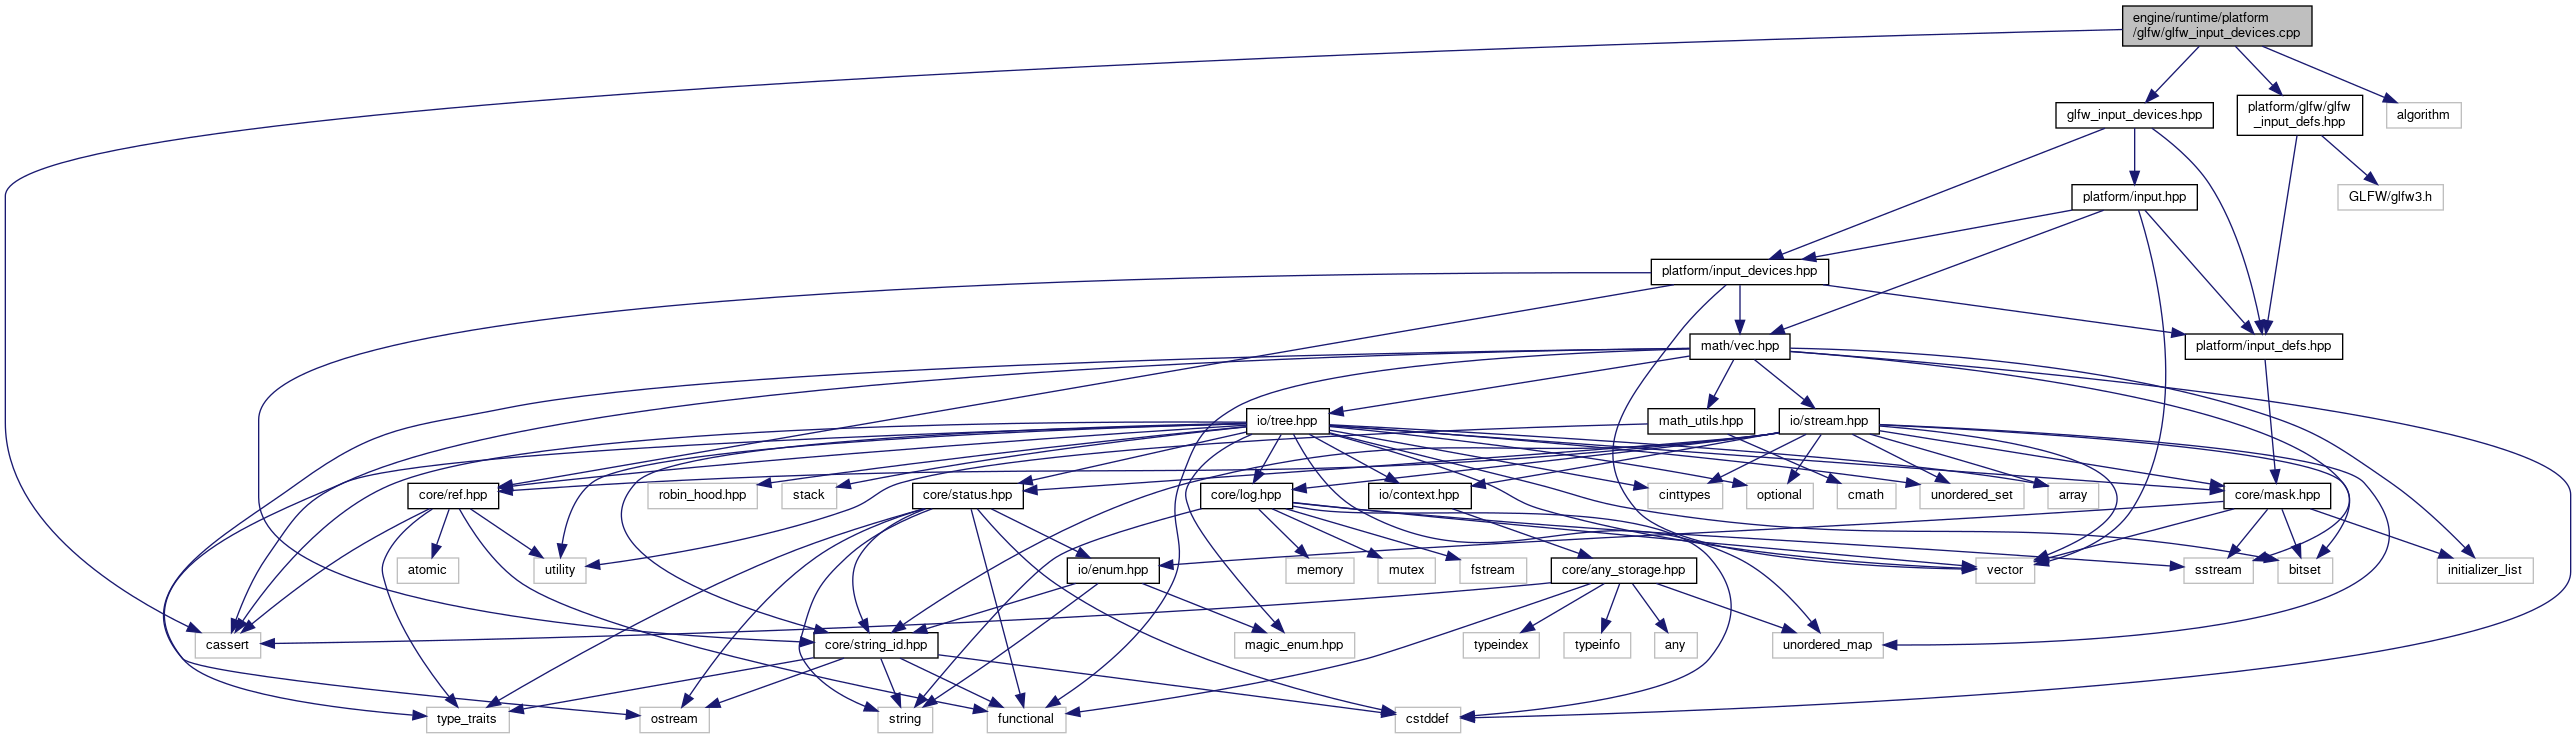 engine/runtime/platform
/glfw/glfw_input_devices.cpp
glfw_input_devices.hpp
platform/glfw/glfw
_input_defs.hpp
algorithm
platform/input.hpp
GLFW/glfw3.h
platform/input_devices.hpp
math/vec.hpp
platform/input_defs.hpp
io/tree.hpp
math_utils.hpp
io/stream.hpp
core/ref.hpp
robin_hood.hpp
stack
core/status.hpp
core/log.hpp
io/context.hpp
cinttypes
optional
cmath
unordered_set
array
core/mask.hpp
atomic
utility
io/enum.hpp
memory
mutex
fstream
core/any_storage.hpp
vector
sstream
bitset
initializer_list
cassert
core/string_id.hpp
magic_enum.hpp
typeindex
typeinfo
any
unordered_map
type_traits
ostream
string
functional
cstddef